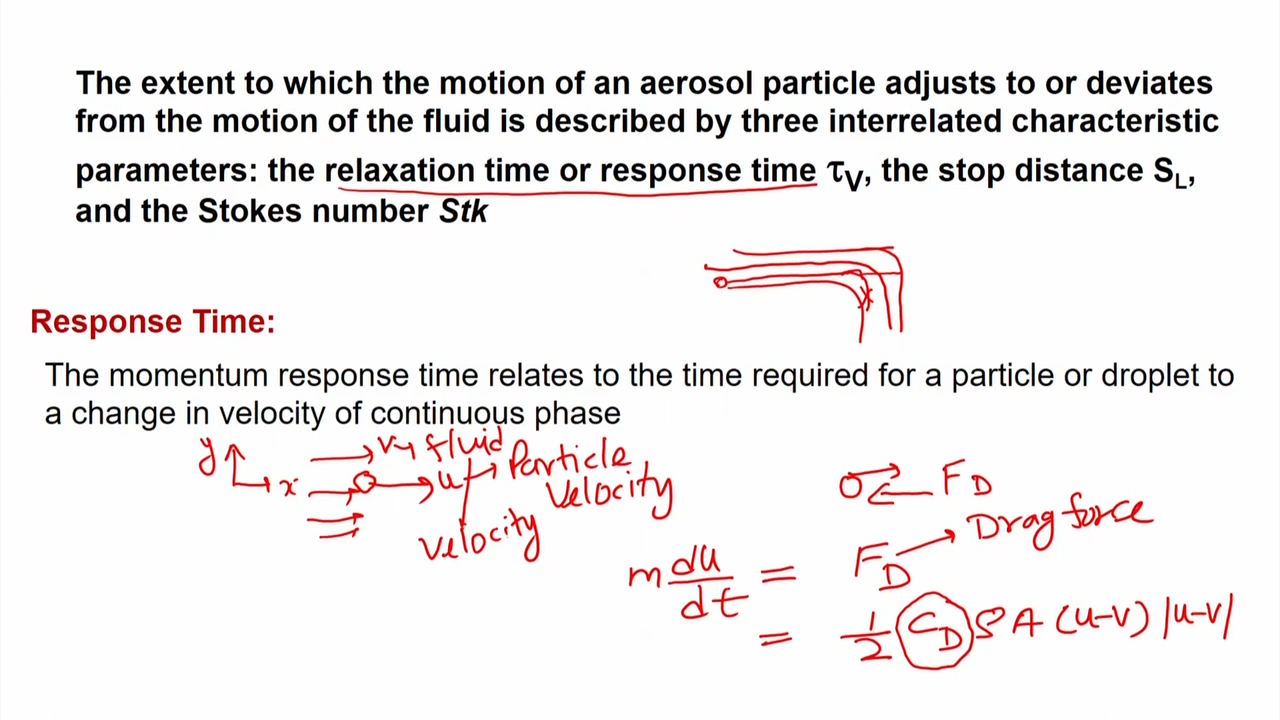 The extent to which the motion of an aerosol particle adjusts to or deviates
from the motion of the fluid is described by three interrelated characteristic
parameters: the relaxation time or response time τV, the stop distance SL,
and the Stokes number Stk
Response Time:
The momentum response time relates to the time required for a particle or droplet to
a change in velocity of continuous phase
y
x
V→ fluid
u → Particle
Velocity
velocity
FD
FD → Drag force
m du/dt = FD
= 1/2 CD ρ A (u-v) |u-v|